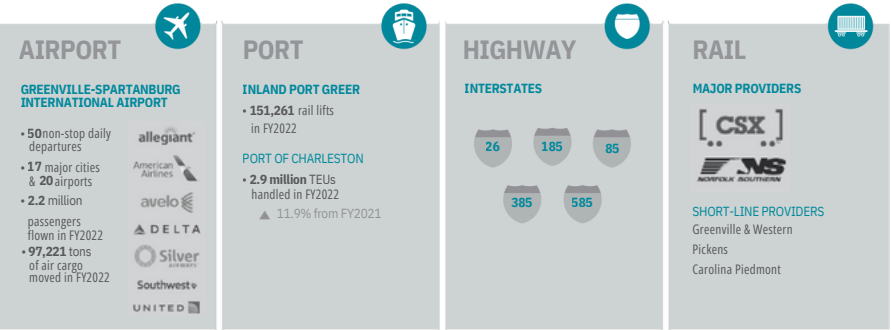 AIRPORT
GREENVILLE-SPARTANBURG
INTERNATIONAL AIRPORT
• 50non-stop daily
departures
• 17 major cities
& 20 airports
• 2.2 million
passengers
flown in FY2022
• 97,221 tons
of air cargo
moved in FY2022
allegiant
American
Airlines
avelo
DELTA
Silver
AIRWAYS
Southwest
UNITED
PORT
INLAND PORT GREER
• 151,261 rail lifts
in FY2022
PORT OF CHARLESTON
• 2.9 million TEUs
handled in FY2022
▲ 11.9% from FY2021
HIGHWAY
INTERSTATES
26
185
85
385
585
RAIL
MAJOR PROVIDERS
[CSX]
NS
NORFOLK SOUTHERN
SHORT-LINE PROVIDERS
Greenville & Western
Pickens
Carolina Piedmont